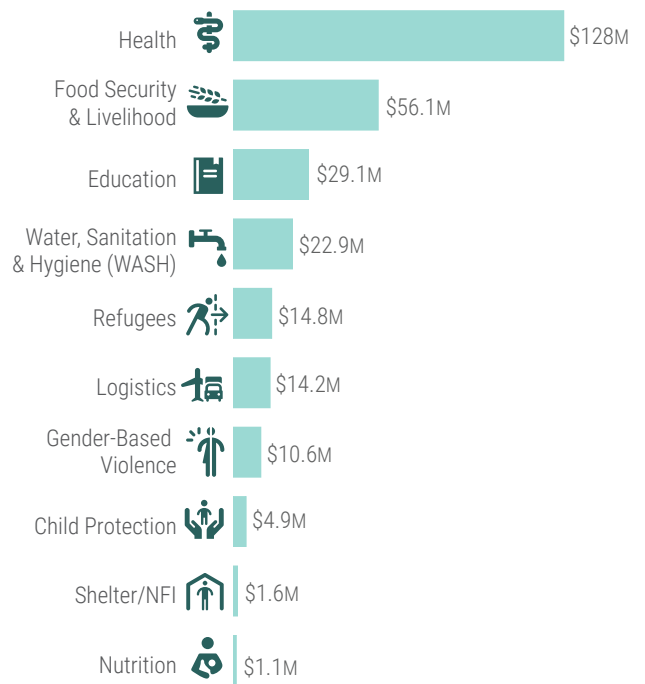 Health
$128M
Food Security
& Livelihood
$56.1M
Education
$29.1M
Water, Sanitation
& Hygiene (WASH)
$22.9M
Refugees
$14.8M
Logistics
$14.2M
Gender-Based
Violence
$10.6M
Child Protection
$4.9M
Shelter/NFI
$1.6M
Nutrition
$1.1M